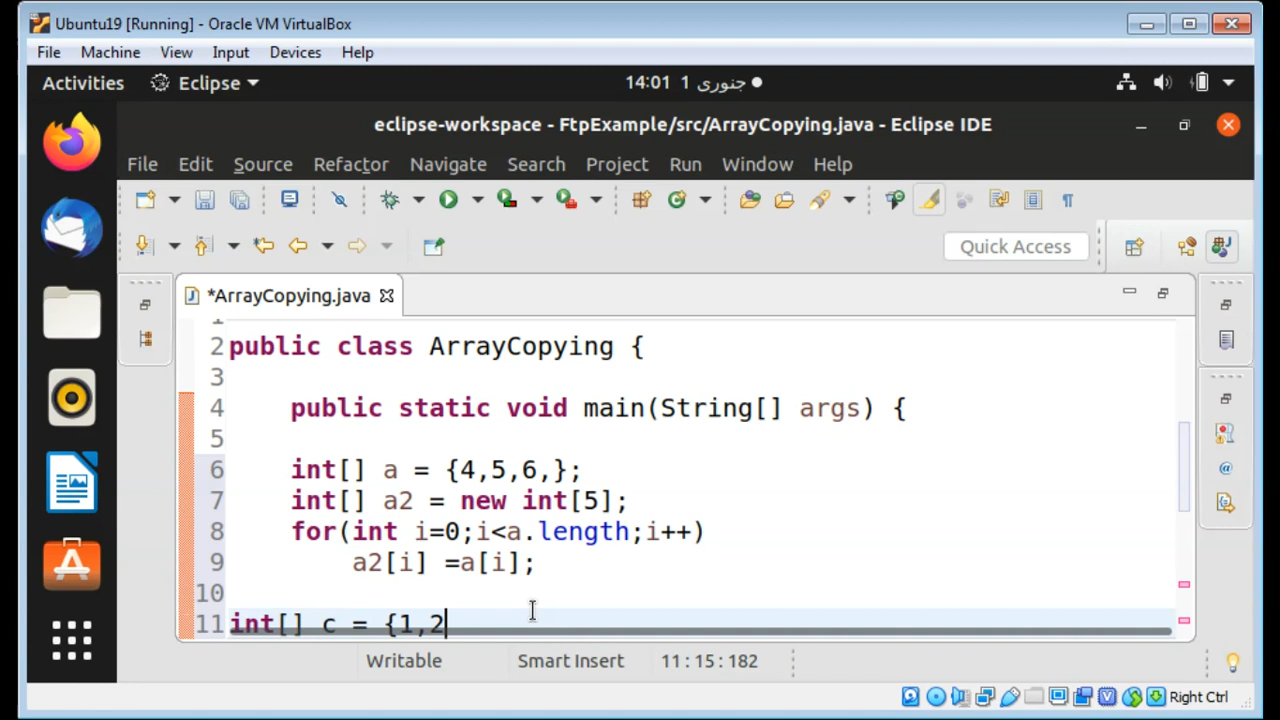 Ubuntu19 [Running] - Oracle VM VirtualBox
File Machine View Input Devices Help
Activities Eclipse 14:01 1 جنوری
eclipse-workspace - FtpExample/src/ArrayCopying.java - Eclipse IDE
File Edit Source Refactor Navigate Search Project Run Window Help
Quick Access
*ArrayCopying.java
1
2 public class ArrayCopying {
3
4 public static void main(String[] args) {
5
6 int[] a = {4,5,6,};
7 int[] a2 = new int[5];
8 for(int i=0;i<a.length;i++)
9 a2[i] =a[i];
10
11 int[] c = {1,2
Writable Smart Insert 11 : 15 : 182
Right Ctrl